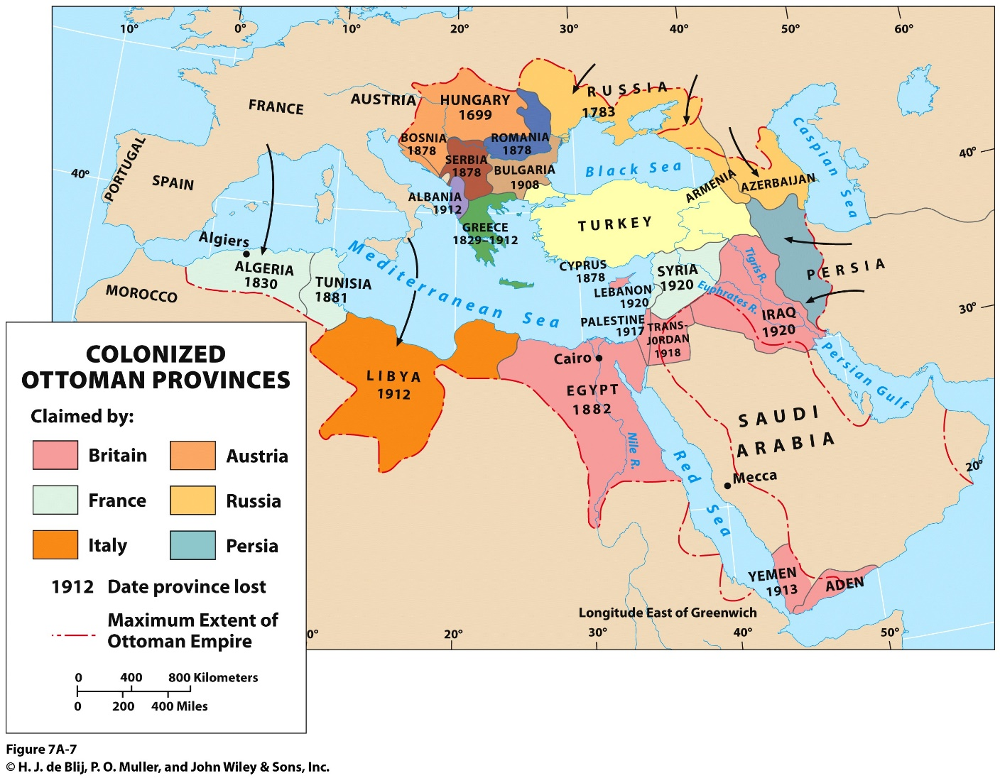 10°
0°
10°
20°
30°
40°
50°
60°
FRANCE
AUSTRIA
HUNGARY
1699
RUSSIA
1783
PORTUGAL
SPAIN
40°
40°
BOSNIA
1878
ROMANIA
1878
SERBIA
1878
BULGARIA
1908
ALBANIA
1912
GREECE
1829–1912
Black Sea
Caspian Sea
ARMENIA
AZERBAIJAN
TURKEY
Algiers
ALGERIA
1830
TUNISIA
1881
MOROCCO
Mediterranean Sea
CYPRUS
1878
LEBANON
1920
SYRIA
1920
Tigris R.
Euphrates R.
PERSIA
30°
IRAQ
1920
PALESTINE
1917
TRANS-
JORDAN
1918
Cairo
LIBYA
1912
EGYPT
1882
Nile R.
Red Sea
Persian Gulf
SAUDI
ARABIA
Mecca
20°
YEMEN
1913
ADEN
Longitude East of Greenwich
0°
20°
30°
40°
50°
COLONIZED
OTTOMAN PROVINCES
Claimed by:
Britain
Austria
France
Russia
Italy
Persia
1912 Date province lost
Maximum Extent of
Ottoman Empire
0 400 800 Kilometers
0 200 400 Miles
Figure 7A-7
© H. J. de Blij, P. O. Muller, and John Wiley & Sons, Inc.